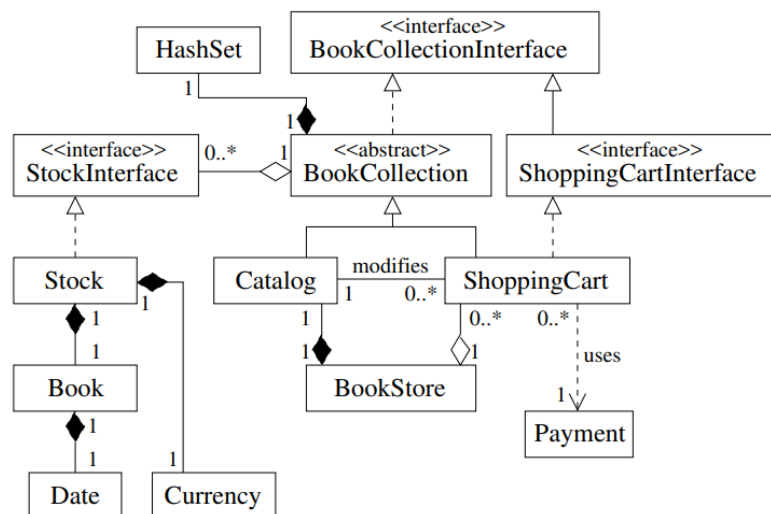 <<interface>>
HashSet
BookCollectionInterface
1
1
<<interface>>
StockInterface
0..*
1
<<abstract>>
BookCollection
<<interface>>
ShoppingCartInterface
Stock
1
Catalog
modifies
1
0..*
ShoppingCart
1
1
0..*
0..*
1
Book
1
BookStore
1
uses
1
1
Payment
1
1
Date
Currency